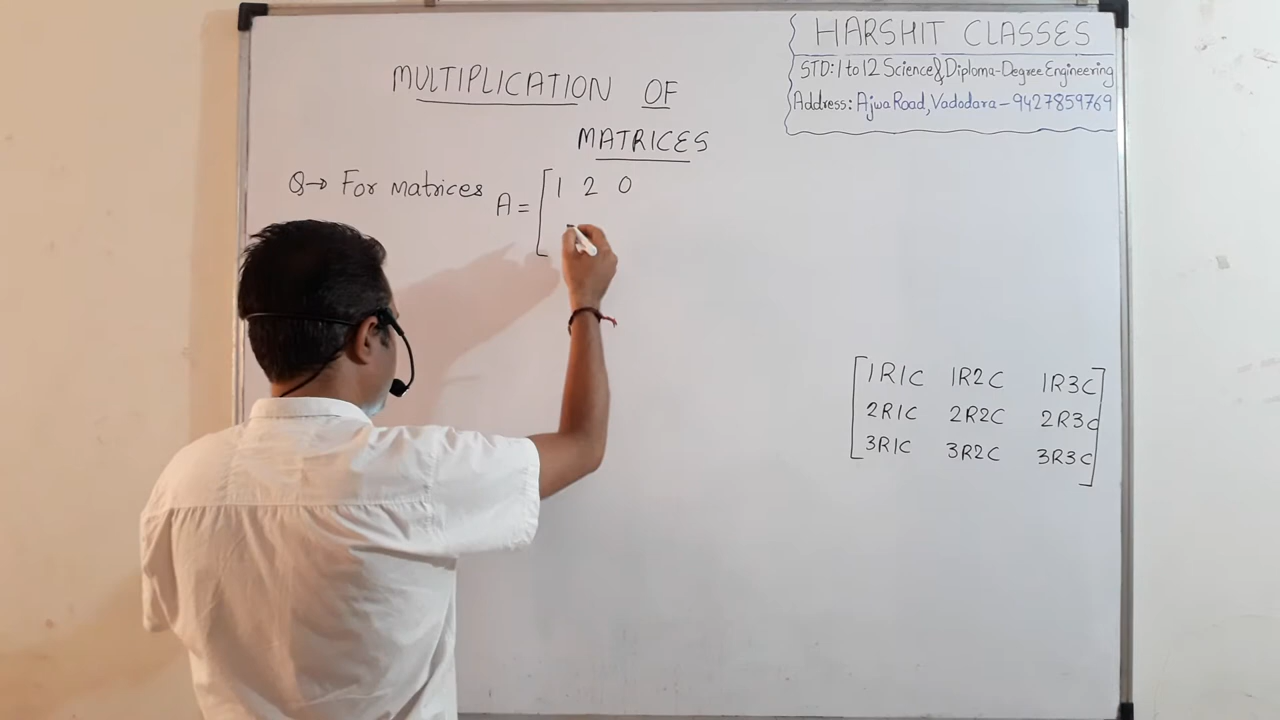 HARSHIT CLASSES
STD: 1 to 12 Science & Diploma-Degree Engineering
Address: Ajwa Road, Vadodara - 9427859769
MULTIPLICATION OF
MATRICES
Q→ For matrices A = [ 1 2 0
1R1C 1R2C 1R3C
2R1C 2R2C 2R3C
3R1C 3R2C 3R3C